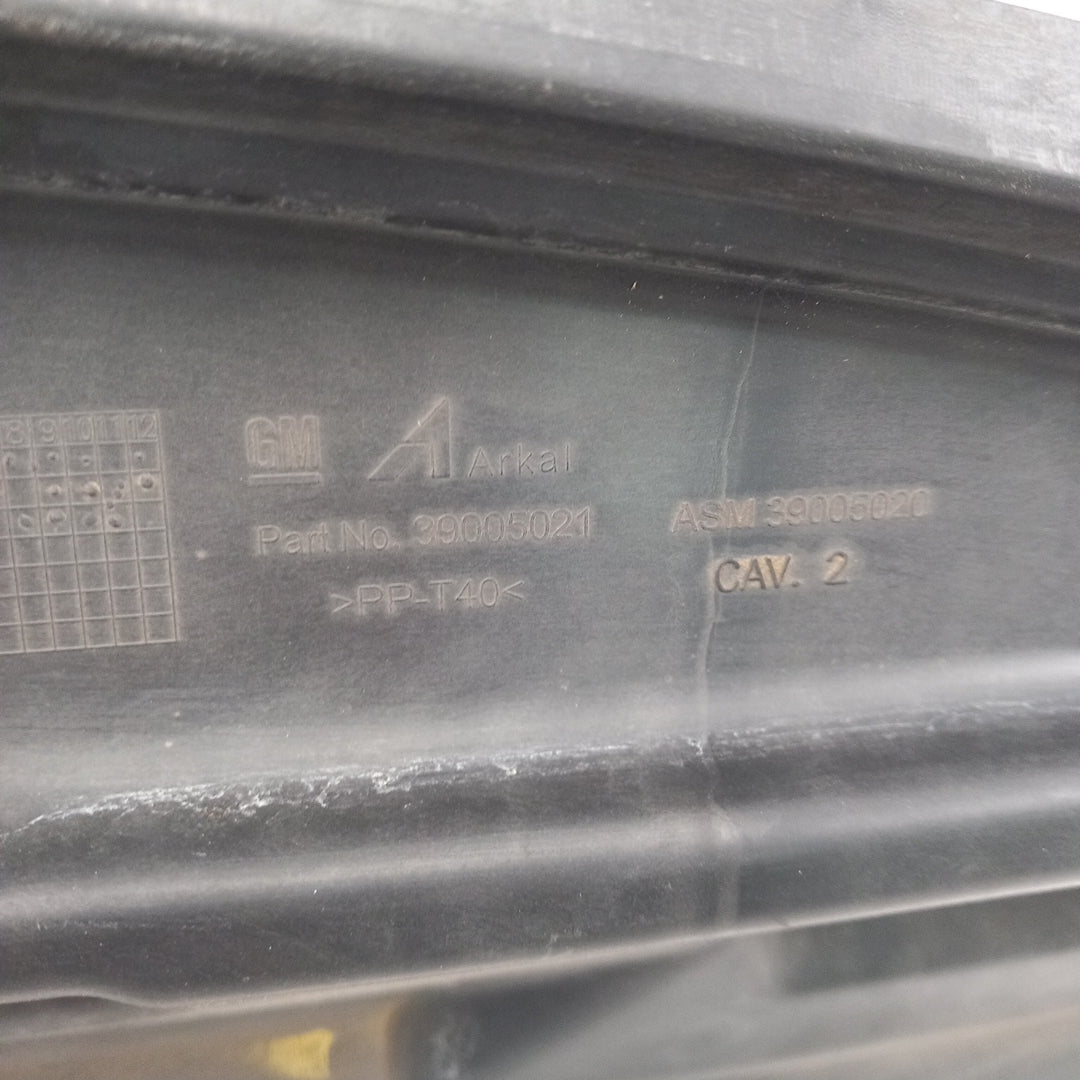 8 9 10 11 12
GM
Arkal
Part No. 39005021
ASM 39005020
>PP-T40<
CAV. 2